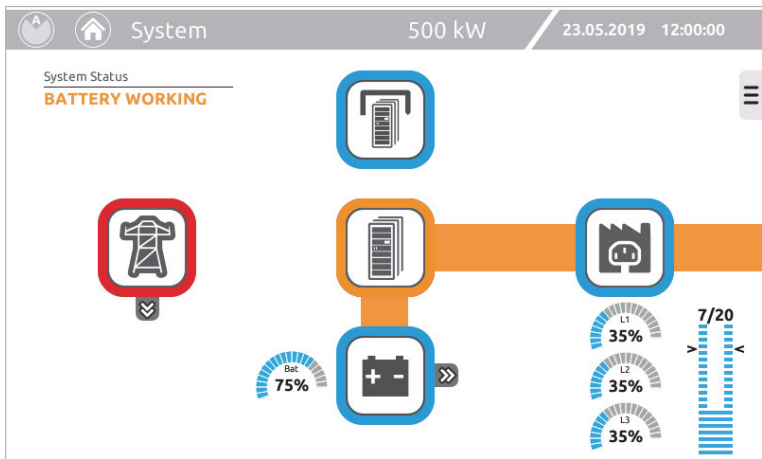 A
System
500 kW
23.05.2019 12:00:00
System Status
BATTERY WORKING
L1
35%
7/20
> <
Bat
75%
+ -
L2
35%
L3
35%